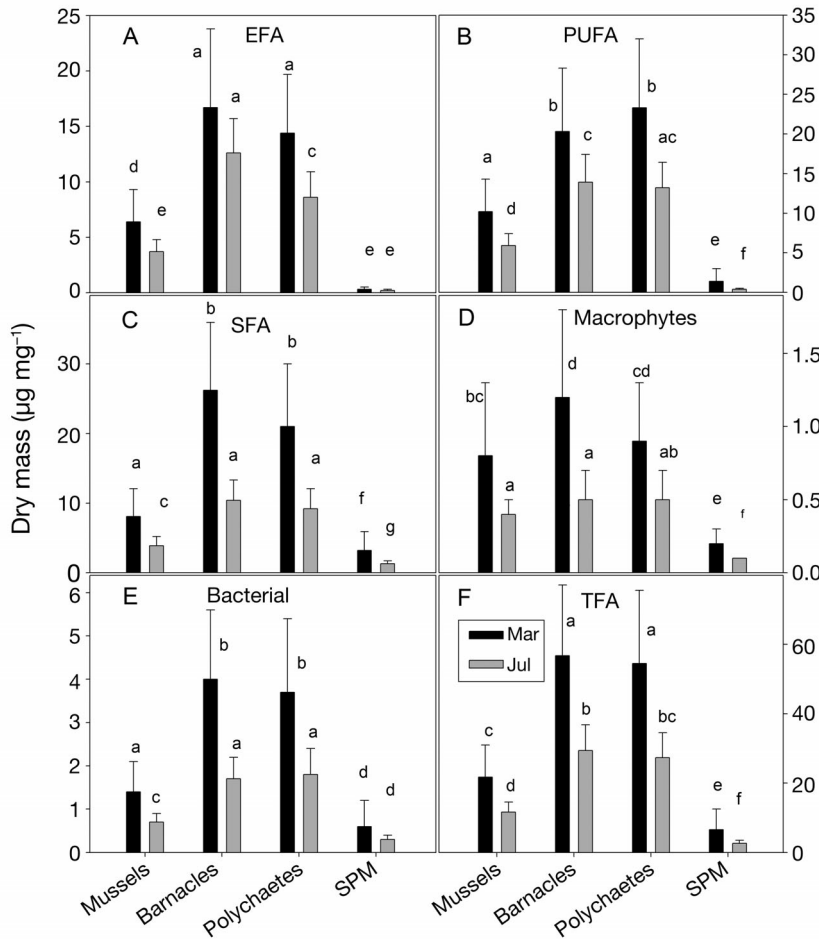 A
EFA
25
20
15
10
5
0
a
a
a
c
d
e
e
e
B
PUFA
35
30
25
20
15
10
5
0
a
d
b
c
b
ac
e
f
C
SFA
30
20
10
0
a
c
b
a
b
a
f
g
D
Macrophytes
1.5
1.0
0.5
0.0
bc
a
d
a
cd
ab
e
f
Dry mass (µg mg⁻¹)
E
Bacterial
6
5
4
3
2
1
0
a
c
b
a
b
a
d
d
F
TFA
Mar
Jul
60
40
20
0
c
d
a
b
a
bc
e
f
Mussels
Barnacles
Polychaetes
SPM
Mussels
Barnacles
Polychaetes
SPM